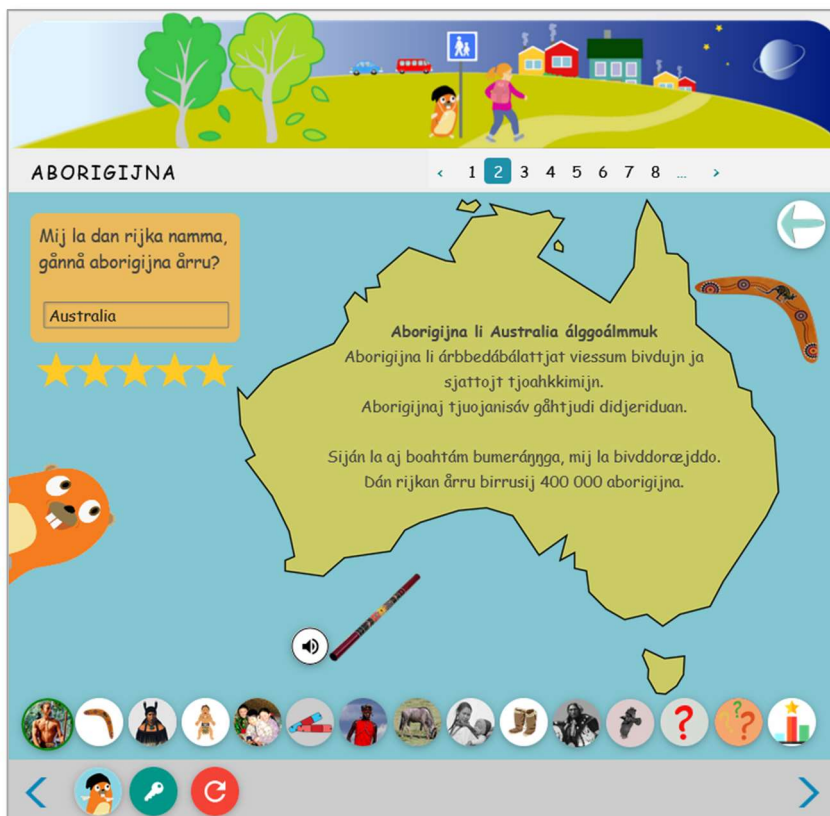 ABORIGIJNA
‹ 1 2 3 4 5 6 7 8 ... ›
Mij la dan rijka namma,
gånnå aborigijna årru?
Australia
Aborigijna li Australia álggoálmmuk
Aborigijna li árbbedábálattjat viessum bivdujn ja
sjattojt tjoahkkimijn.
Aborigijnaj tjuojanisáv gåhtjudi didjeriduan.
Siján la aj boahtám bumeráŋŋga, mij la bivddoræjddo.
Dán rijkan årru birrusij 400 000 aborigijna.
? ? ? ?